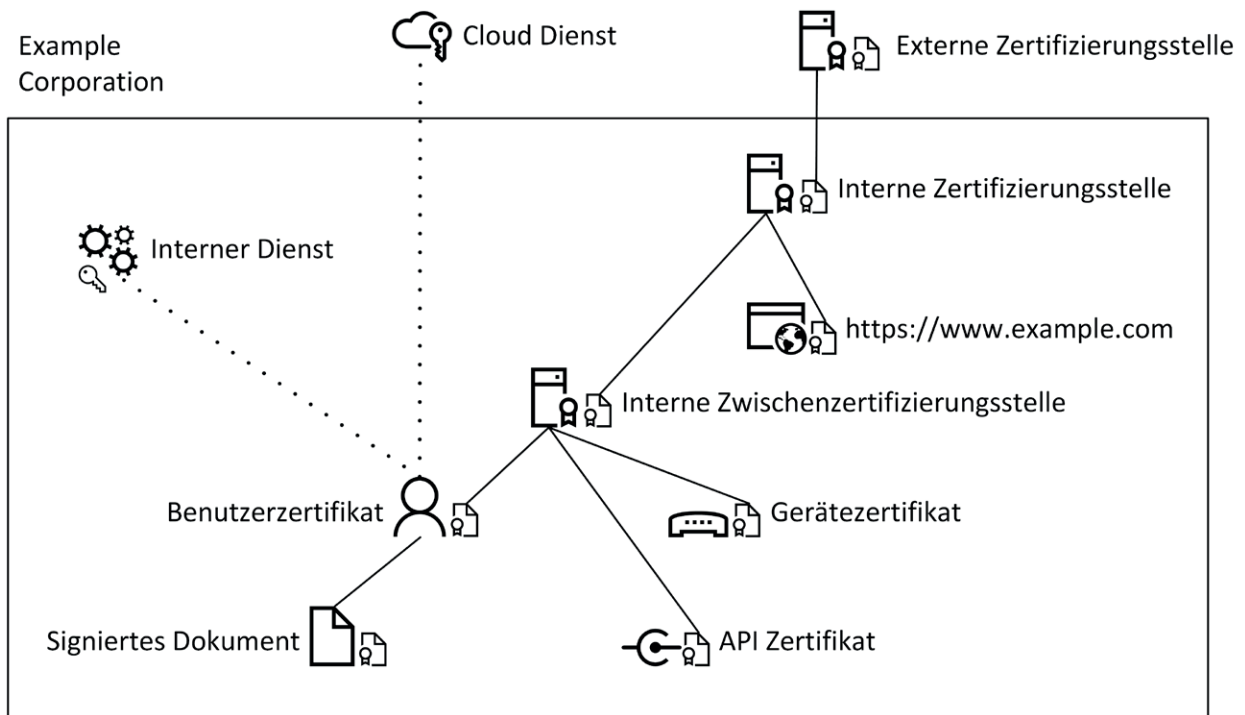 Example
Corporation
Cloud Dienst
Externe Zertifizierungsstelle
Interne Zertifizierungsstelle
Interner Dienst
https://www.example.com
Interne Zwischenzertifizierungsstelle
Benutzerzertifikat
Gerätezertifikat
Signiertes Dokument
API Zertifikat